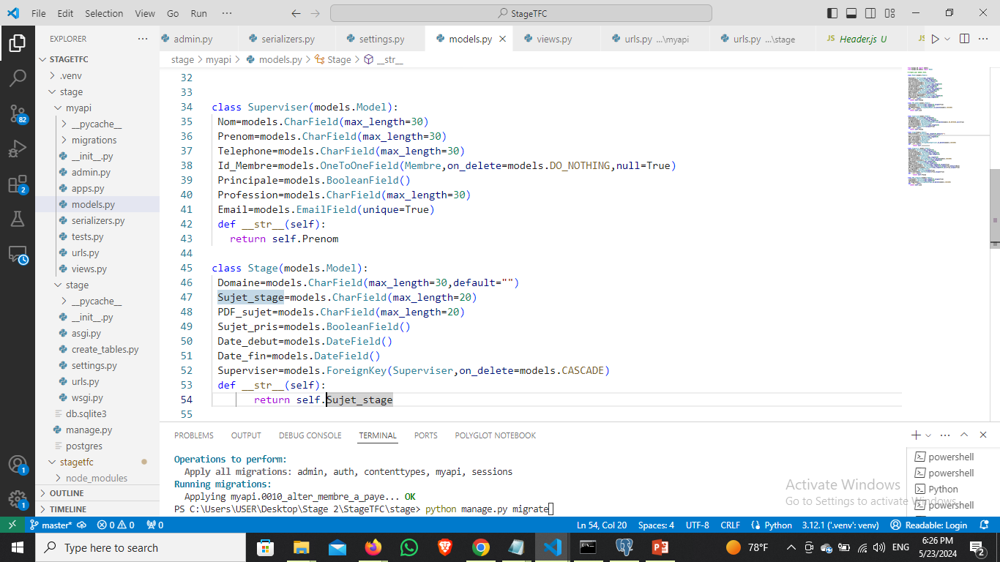 File Edit Selection View Go Run ··· StageTFC
EXPLORER ···
admin.py serializers.py settings.py models.py views.py urls.py ...\myapi urls.py ...\stage Header.js U JS
STAGETFC
stage > myapi > models.py > Stage > __str__
.venv
stage
myapi
__pycache__
migrations
__init__.py
admin.py
apps.py
models.py
serializers.py
tests.py
urls.py
views.py
stage
__pycache__
__init__.py
asgi.py
create_tables.py
settings.py
urls.py
wsgi.py
db.sqlite3
manage.py
postgres
stagetfc
node_modules
OUTLINE
TIMELINE
82
2
1
1
32
33
34 class Superviser(models.Model):
35 Nom=models.CharField(max_length=30)
36 Prenom=models.CharField(max_length=30)
37 Telephone=models.CharField(max_length=30)
38 Id_Membre=models.OneToOneField(Membre,on_delete=models.DO_NOTHING,null=True)
39 Principale=models.BooleanField()
40 Profession=models.CharField(max_length=30)
41 Email=models.EmailField(unique=True)
42 def __str__(self):
43 return self.Prenom
44
45 class Stage(models.Model):
46 Domaine=models.CharField(max_length=30,default="")
47 Sujet_stage=models.CharField(max_length=20)
48 PDF_sujet=models.CharField(max_length=20)
49 Sujet_pris=models.BooleanField()
50 Date_debut=models.DateField()
51 Date_fin=models.DateField()
52 Superviser=models.ForeignKey(Superviser,on_delete=models.CASCADE)
53 def __str__(self):
54 return self.Sujet_stage
55
PROBLEMS OUTPUT DEBUG CONSOLE TERMINAL PORTS POLYGLOT NOTEBOOK
Operations to perform:
Apply all migrations: admin, auth, contenttypes, myapi, sessions
Running migrations:
Applying myapi.0010_alter_membre_a_paye... OK
PS C:\Users\USER\Desktop\Stage 2\StageTFC\stage> python manage.py migrate
powershell
powershell
Python
powershell
Activate Windows
Go to Settings to activate Windows.
master* 0 0 0 Ln 54, Col 20 Spaces: 4 UTF-8 CRLF Python 3.12.1 ('.venv': venv) Readable: Login
Type here to search
78°F ENG 6:26 PM
5/23/2024
2